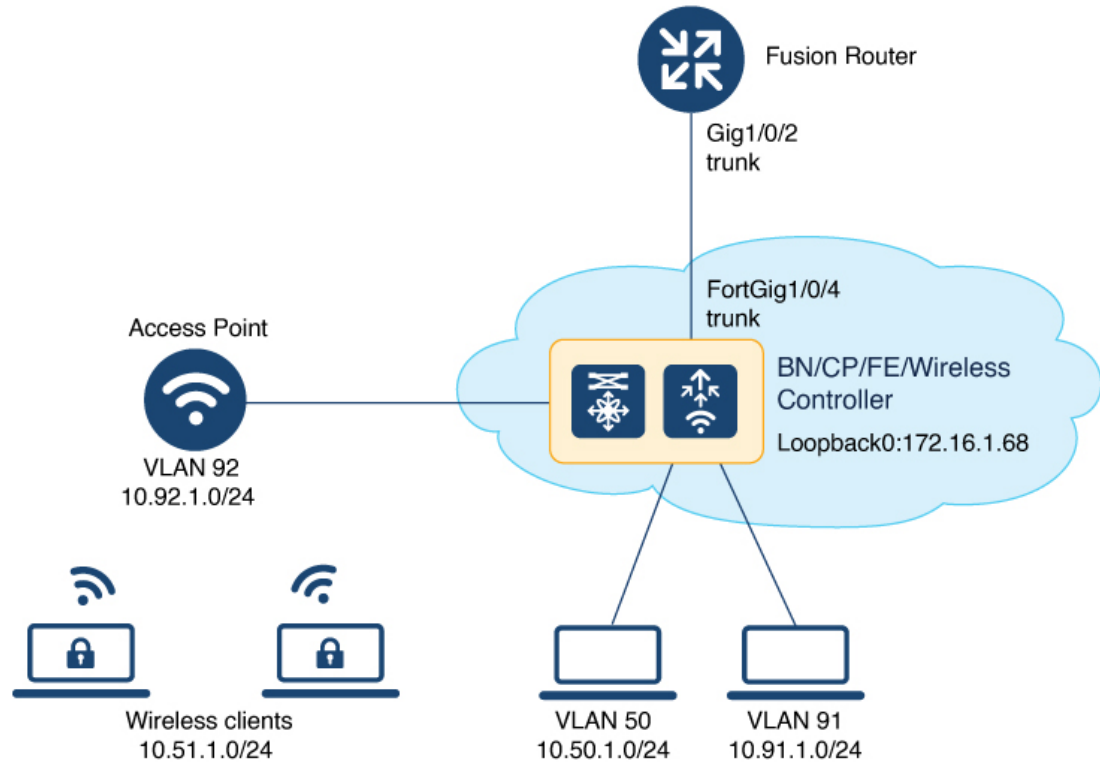 Fusion Router
Gig1/0/2
trunk
FortGig1/0/4
trunk
Access Point
BN/CP/FE/Wireless
Controller
Loopback0:172.16.1.68
VLAN 92
10.92.1.0/24
Wireless clients
10.51.1.0/24
VLAN 50
10.50.1.0/24
VLAN 91
10.91.1.0/24